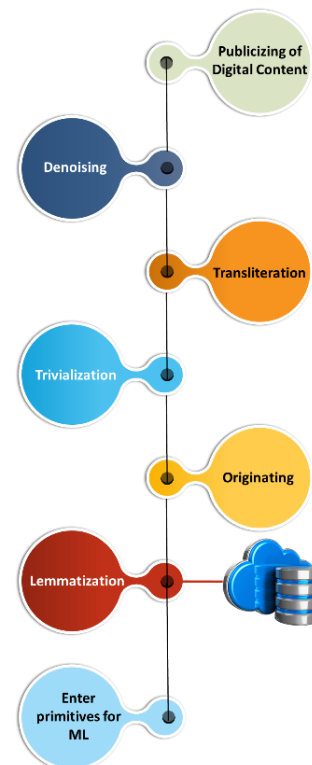 Publicizing of
Digital Content
Denoising
Transliteration
Trivialization
Originating
Lemmatization
Enter
primitives for
ML